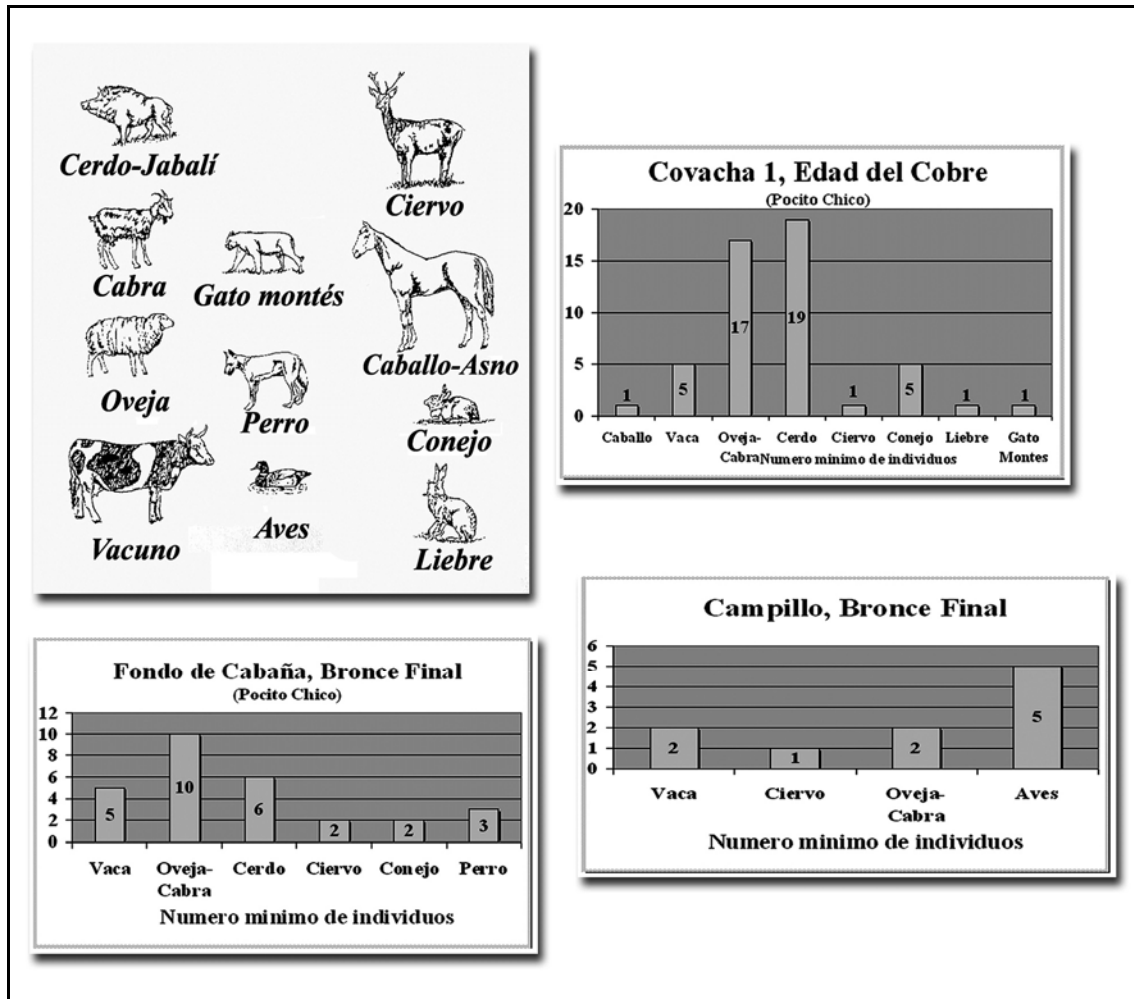 Cerdo-Jabalí
Ciervo
Cabra
Gato montés
Oveja
Caballo-Asno
Perro
Conejo
Vacuno
Aves
Liebre
Covacha 1, Edad del Cobre
(Pocito Chico)
20
15
10
5
0
1
5
17
19
1
5
1
1
Caballo Vaca Oveja- Cerdo Ciervo Conejo Liebre Gato
Cabra Numero minimo de individuos Montes
Fondo de Cabaña, Bronce Final
(Pocito Chico)
12
10
8
6
4
2
0
5
10
6
2
2
3
Vaca Oveja- Cerdo Ciervo Conejo Perro
Cabra
Numero minimo de individuos
Campillo, Bronce Final
6
5
4
3
2
1
0
2
1
2
5
Vaca Ciervo Oveja- Aves
Cabra
Numero minimo de individuos